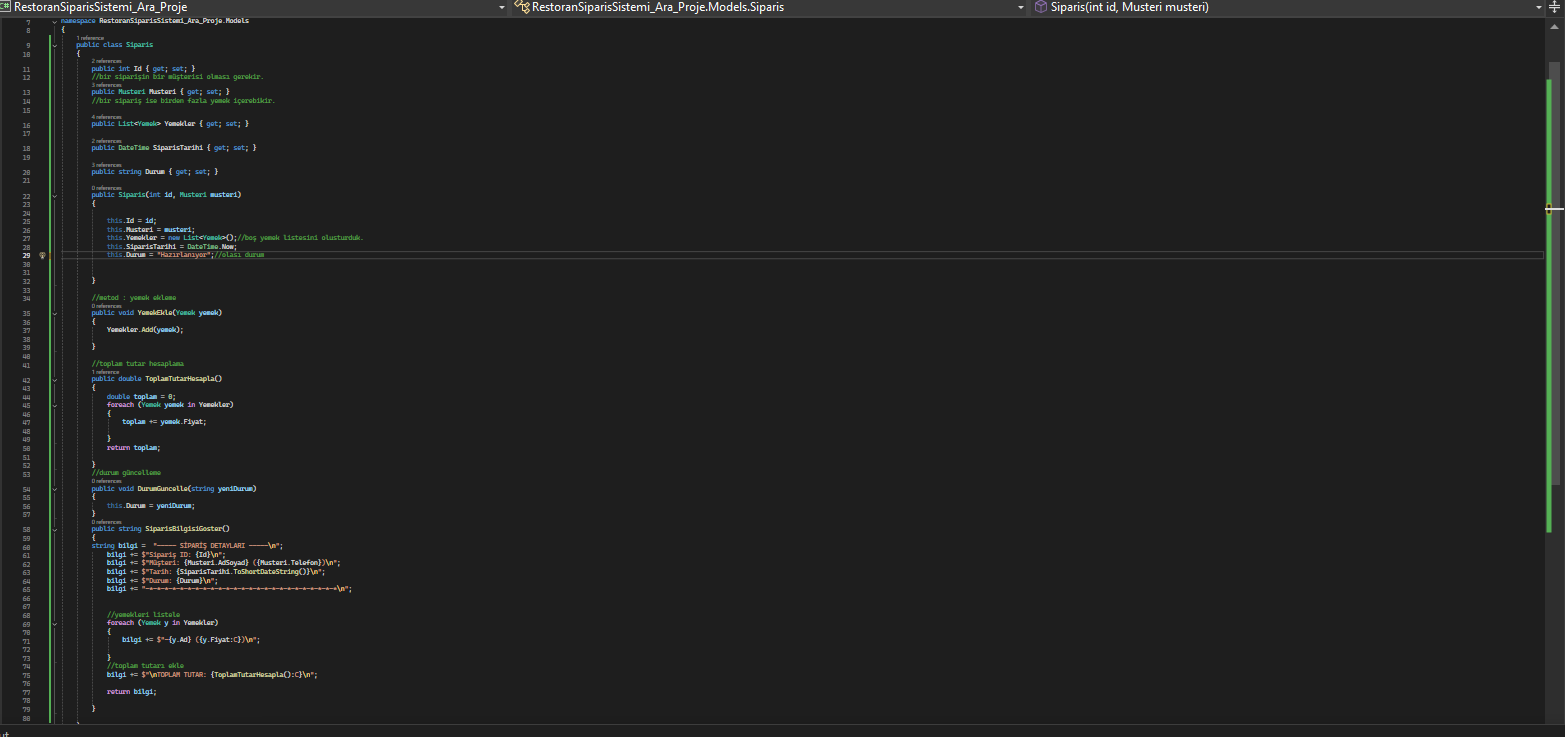 RestoranSiparisSistemi_Ara_Proje RestoranSiparisSistemi_Ara_Proje.Models.Siparis Siparis(int id, Musteri musteri)
7 namespace RestoranSiparisSistemi_Ara_Proje.Models
8 {
1 reference
9 public class Siparis
10 {
2 references
11 public int Id { get; set; }
12 //bir siparişin bir müşterisi olması gerekir.
3 references
13 public Musteri Musteri { get; set; }
14 //bir sipariş ise birden fazla yemek içerebikir.
15
4 references
16 public List<Yemek> Yemekler { get; set; }
17
2 references
18 public DateTime SiparisTarihi { get; set; }
19
3 references
20 public string Durum { get; set; }
21
0 references
22 public Siparis(int id, Musteri musteri)
23 {
24
25 this.Id = id;
26 this.Musteri = musteri;
27 this.Yemekler = new List<Yemek>();//boş yemek listesini olusturduk.
28 this.SiparisTarihi = DateTime.Now;
29 this.Durum = "Hazırlanıyor";//olası durum
30
31
32 }
33
34 //metod : yemek ekleme
0 references
35 public void YemekEkle(Yemek yemek)
36 {
37 Yemekler.Add(yemek);
38
39 }
40
41 //toplam tutar hesaplama
1 reference
42 public double ToplamTutarHesapla()
43 {
44 double toplam = 0;
45 foreach (Yemek yemek in Yemekler)
46 {
47 toplam += yemek.Fiyat;
48
49 }
50 return toplam;
51
52 }
53 //durum güncelleme
0 references
54 public void DurumGuncelle(string yeniDurum)
55 {
56 this.Durum = yeniDurum;
57 }
0 references
58 public string SiparisBilgisiGoster()
59 {
60 string bilgi = "----- SİPARİŞ DETAYLARI -----\n";
61 bilgi += $"Sipariş ID: {Id}\n";
62 bilgi += $"Müşteri: {Musteri.AdSoyad} ({Musteri.Telefon})\n";
63 bilgi += $"Tarih: {SiparisTarihi.ToShortDateString()}\n";
64 bilgi += $"Durum: {Durum}\n";
65 bilgi += "-*-*-*-*-*-*-*-*-*-*-*-*-*-*-*-*-*-*-*-*-*-*-*-*-*\n";
66
67
68 //yemekleri listele
69 foreach (Yemek y in Yemekler)
70 {
71 bilgi += $"-{y.Ad} ({y.Fiyat:C})\n";
72
73 }
74 //toplam tutarı ekle
75 bilgi += $"\nTOPLAM TUTAR: {ToplamTutarHesapla():C}\n";
76
77 return bilgi;
78
79 }
80